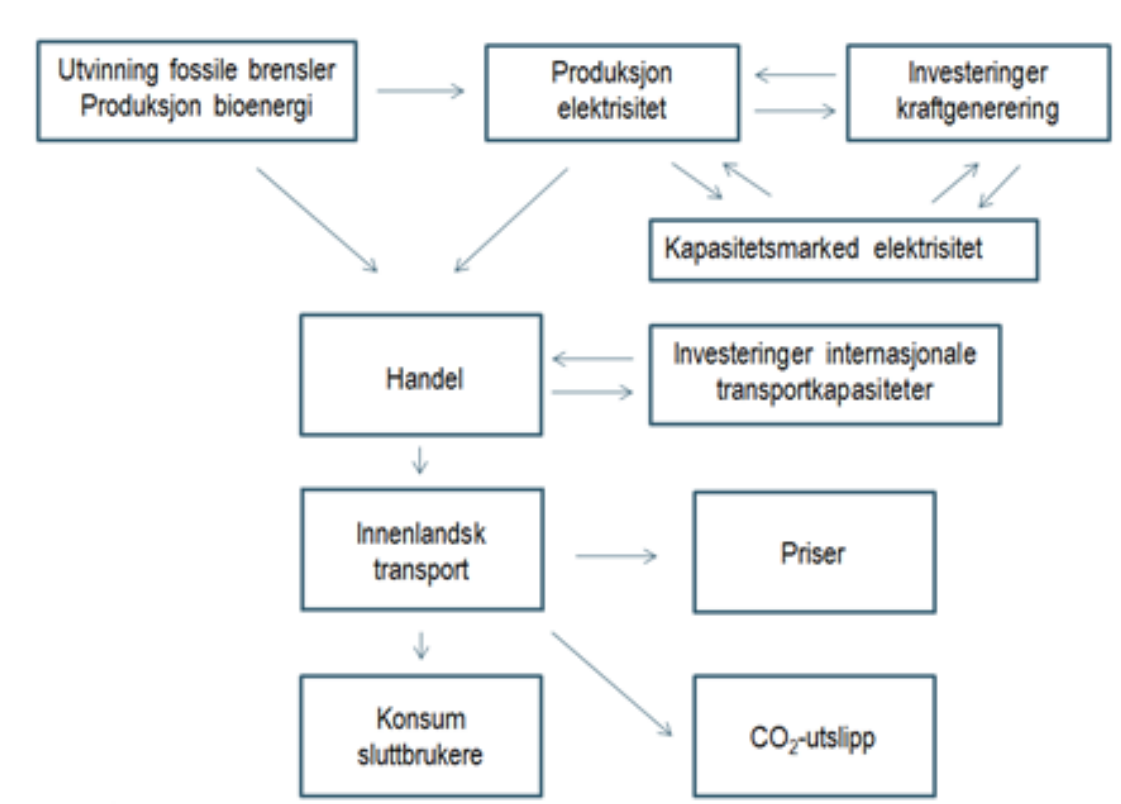 Utvinning fossile brensler
Produksjon bioenergi
Produksjon
elektrisitet
Investeringer
kraftgenerering
Kapasitetsmarked elektrisitet
Handel
Investeringer internasjonale
transportkapasiteter
Innenlandsk
transport
Priser
Konsum
sluttbrukere
CO₂-utslipp